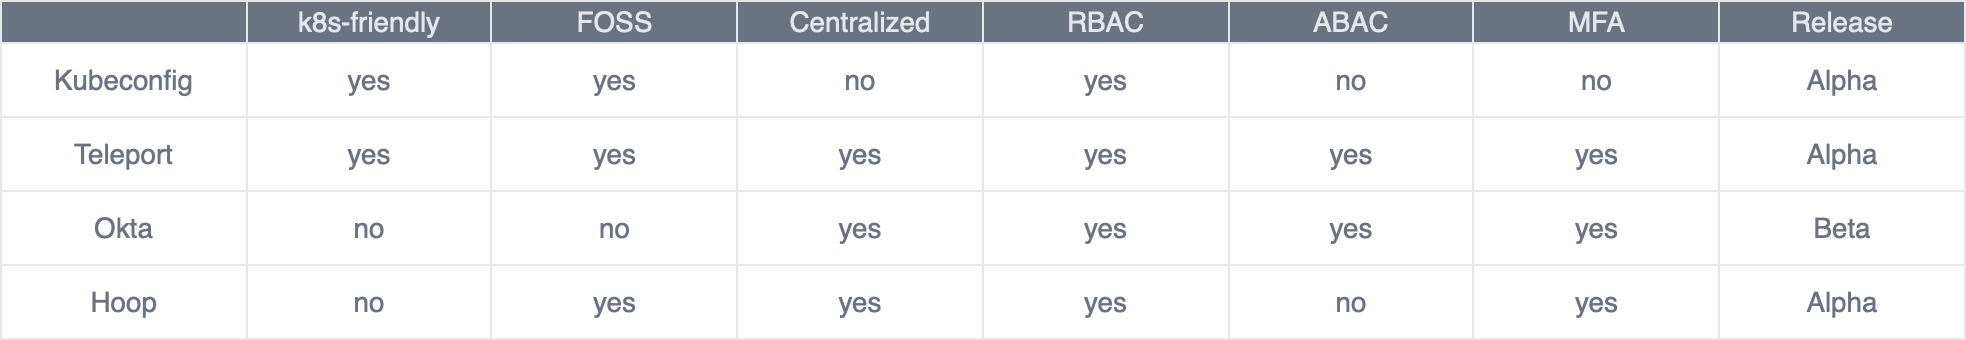 k8s-friendly FOSS Centralized RBAC ABAC MFA Release
Kubeconfig yes yes no yes no no Alpha
Teleport yes yes yes yes yes yes Alpha
Okta no no yes yes yes yes Beta
Hoop no yes yes yes no yes Alpha